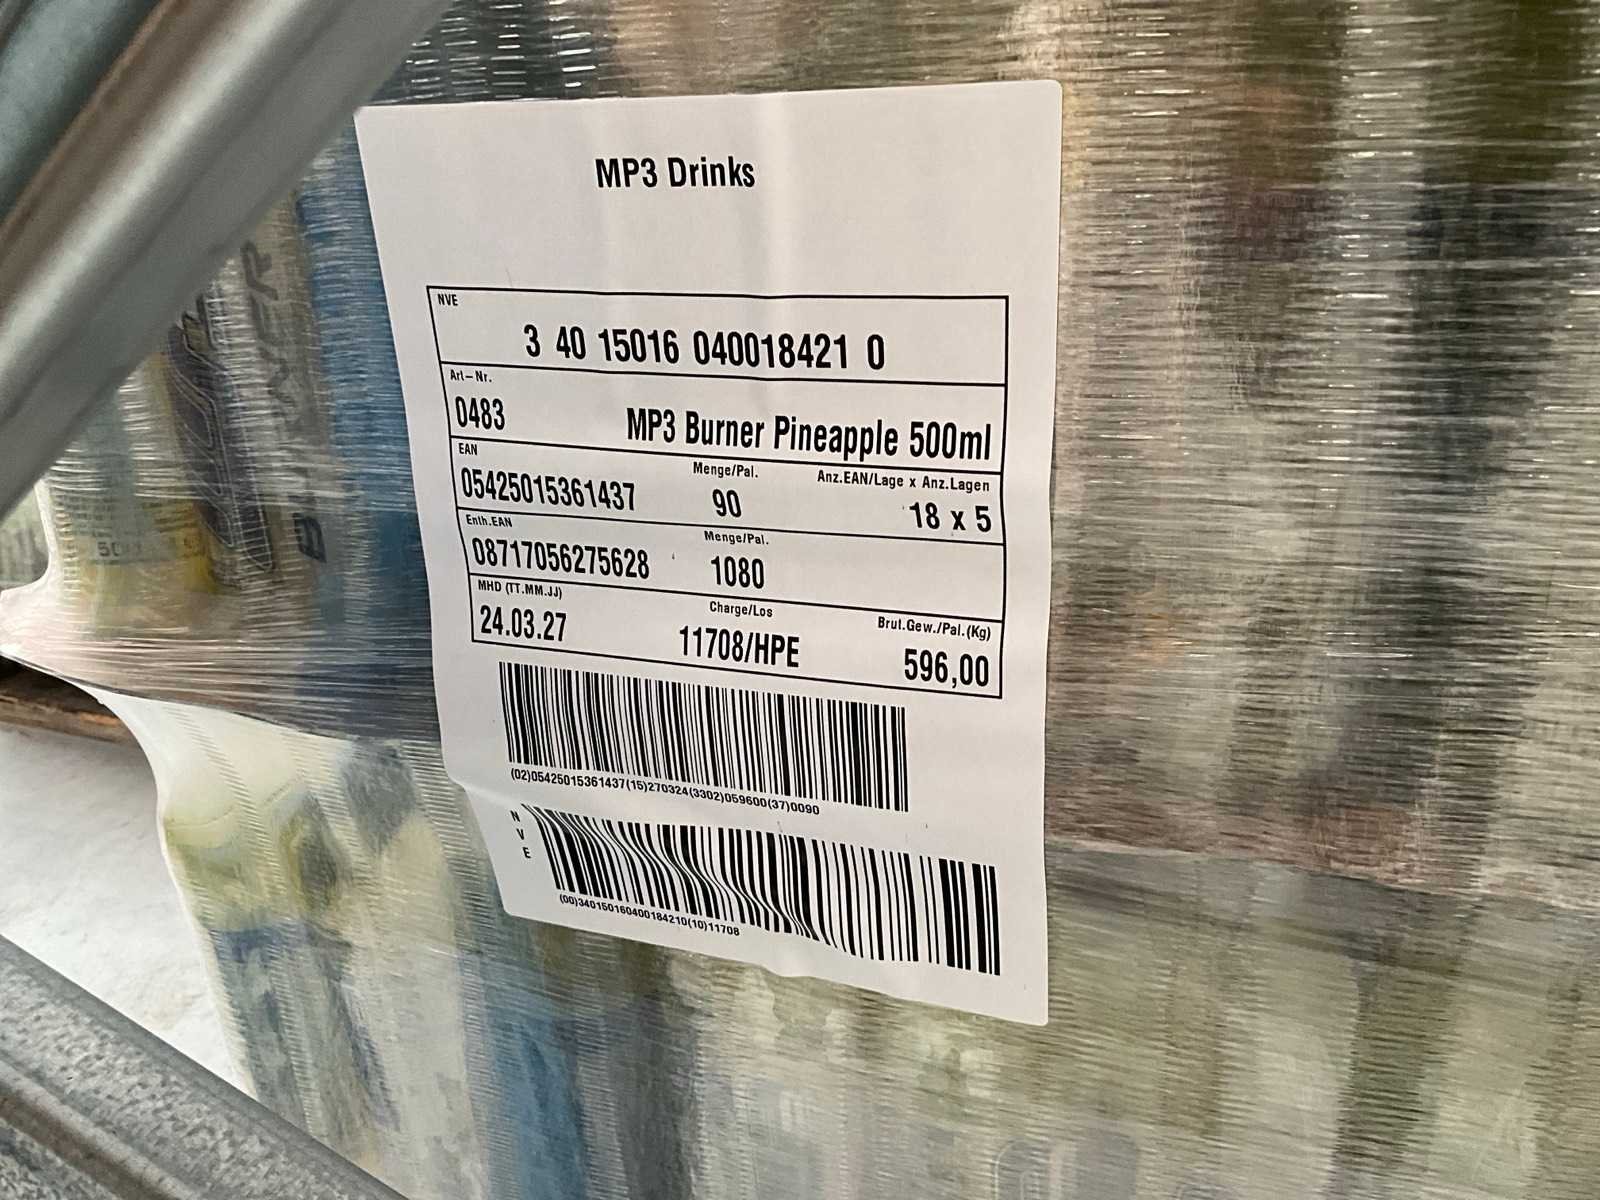 MP3 Drinks
NVE
3 40 15016 040018421 0
Art-Nr.
0483 MP3 Burner Pineapple 500ml
EAN Menge/Pal. Anz.EAN/Lage x Anz.Lagen
05425015361437 90 18 x 5
Enth.EAN Menge/Pal.
08717056275628 1080
MHD (TT.MM.JJ) Charge/Los Brut.Gew./Pal.(Kg)
24.03.27 11708/HPE 596,00
(02)05425015361437(15)270324(3302)059600(37)0090
NVE
(00)340150160400184210(10)11708